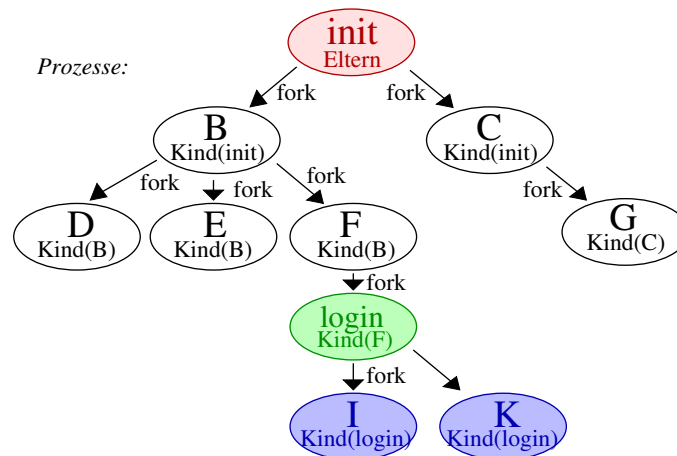 init
Eltern
Prozesse:
fork
fork
B
Kind(init)
C
Kind(init)
fork
fork
fork
fork
D
Kind(B)
E
Kind(B)
F
Kind(B)
G
Kind(C)
fork
login
Kind(F)
fork
I
Kind(login)
K
Kind(login)